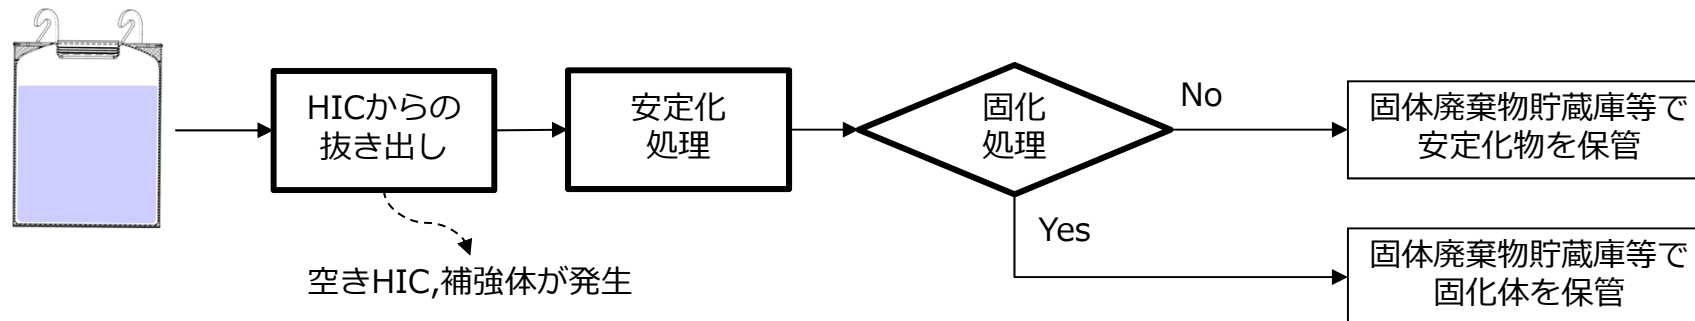 HICからの
抜き出し
安定化
処理
固化
処理
No
固体廃棄物貯蔵庫等で
安定化物を保管
Yes
固体廃棄物貯蔵庫等で
固化体を保管
空きHIC,補強体が発生